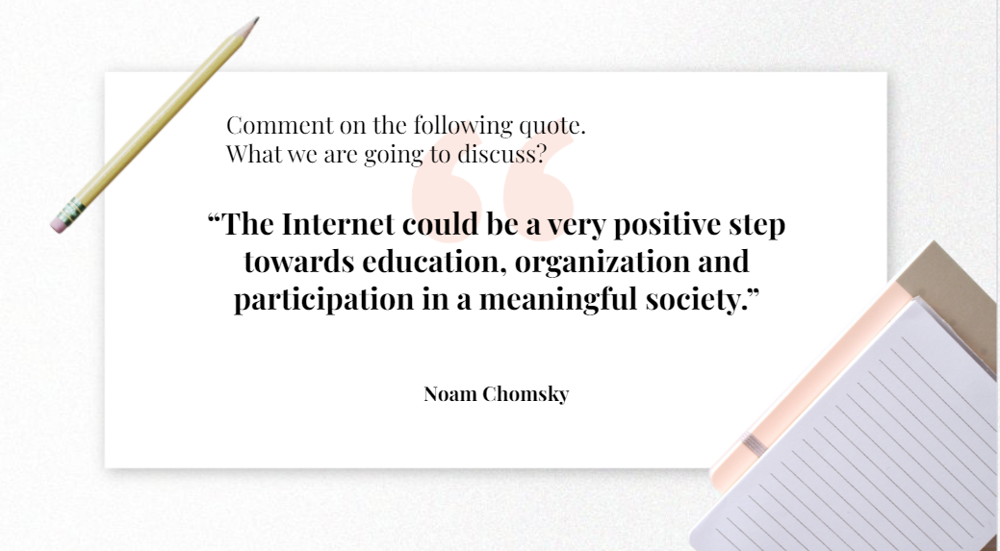 Comment on the following quote.
What we are going to discuss?
“The Internet could be a very positive step
towards education, organization and
participation in a meaningful society.”
Noam Chomsky